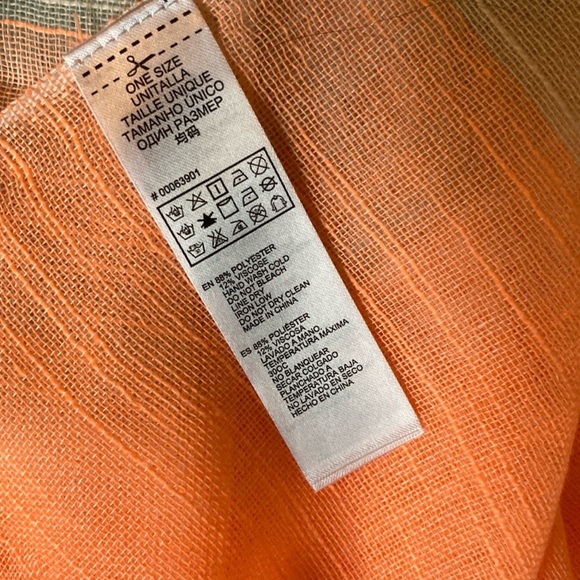 ONE SIZE
UNITALLA
TAILLE UNIQUE
TAMANHO ÚNICO
ОДИН РАЗМЕР
均码
# 00063901
EN 88% POLYESTER
12% VISCOSE
HAND WASH COLD
DO NOT BLEACH
LINE DRY
IRON LOW
DO NOT DRY CLEAN
MADE IN CHINA
ES 88% POLIÉSTER
12% VISCOSA
LAVADO A MANO,
TEMPERATURA MÁXIMA
30OC
NO BLANQUEAR
SECAR COLGADO
PLANCHADO A
TEMPERATURA BAJA
NO LAVADO EN SECO
HECHO EN CHINA